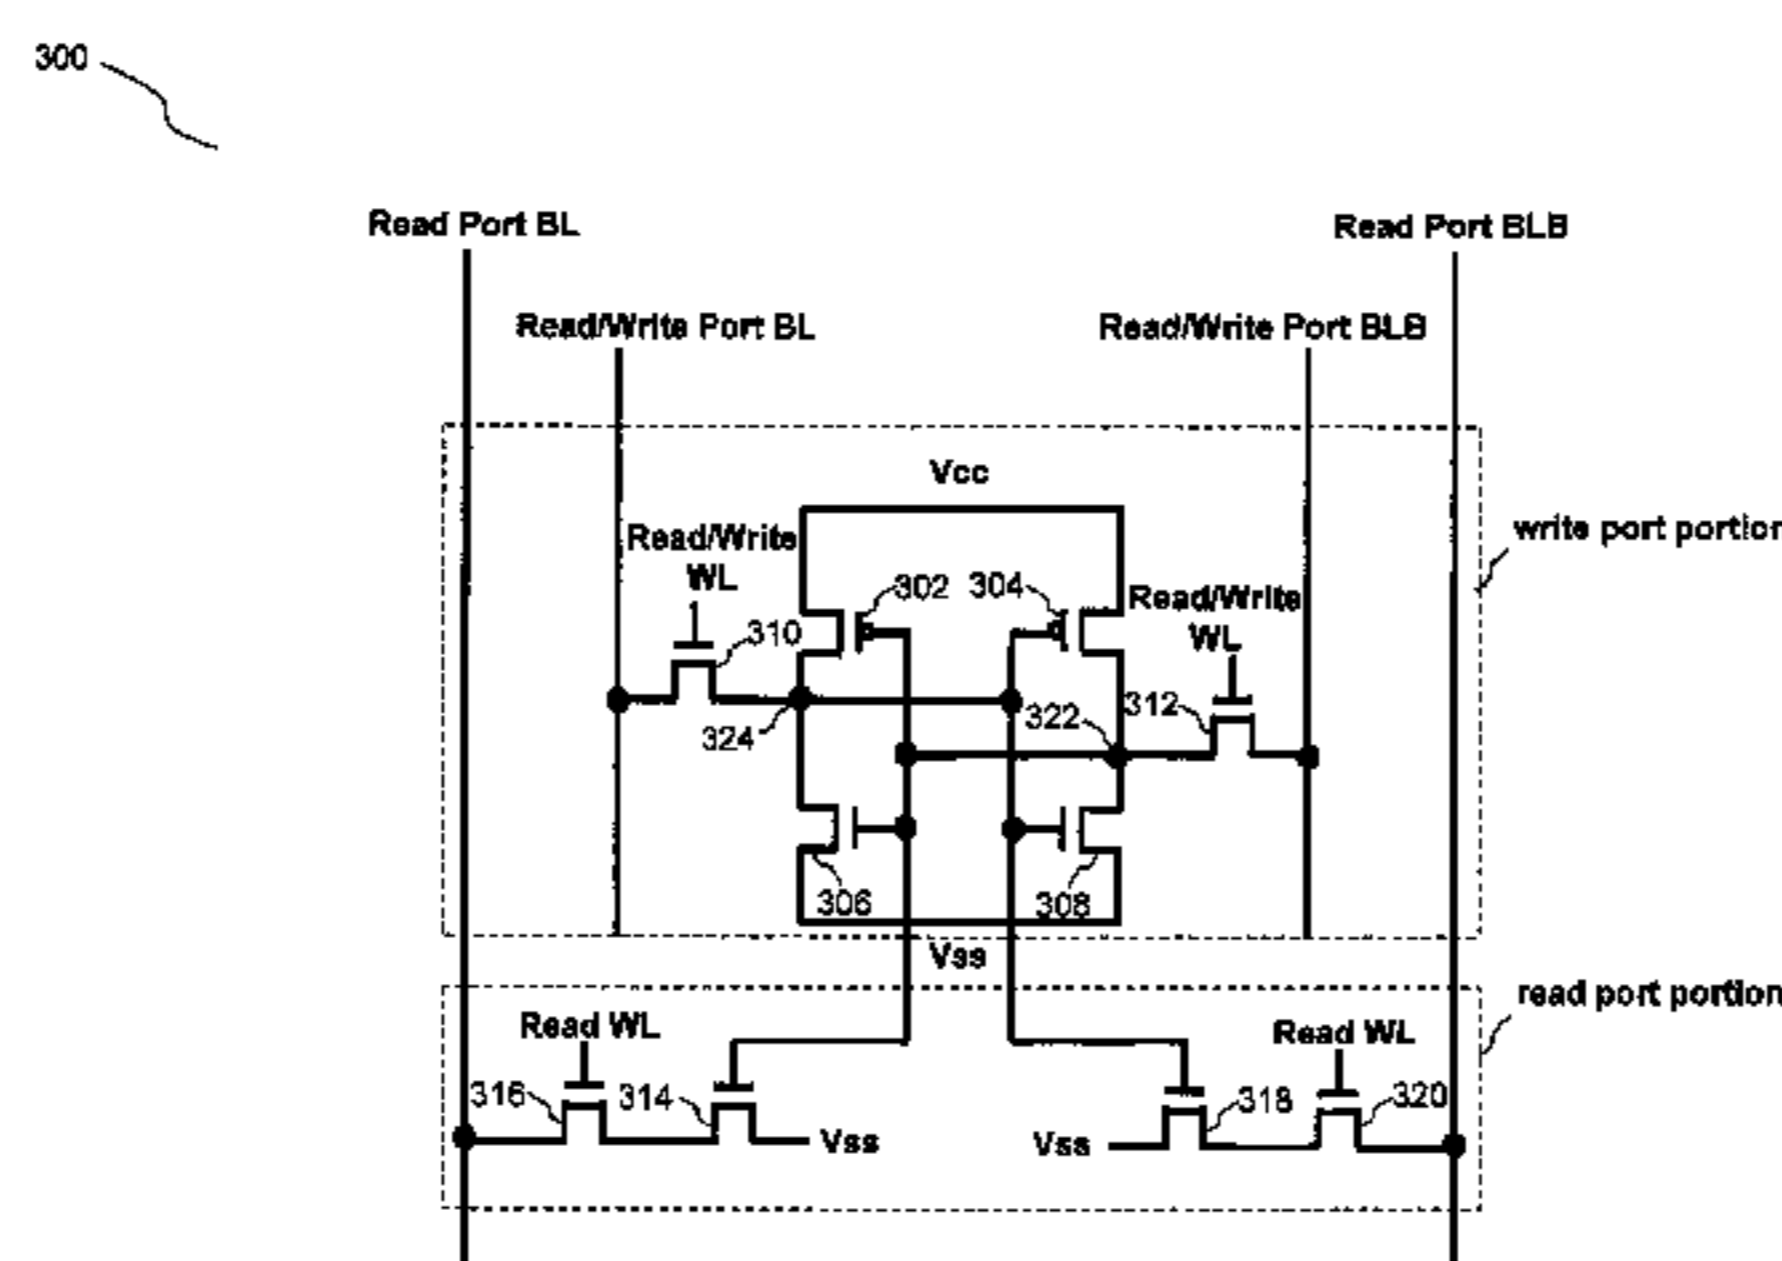 300
Read Port BL
Read Port BLB
Read/Write Port BL
Read/Write Port BLB
Vcc
write port portion
Read/Write
WL
302
304
Read/Write
WL
310
312
324
322
306
308
Vss
read port portion
Read WL
Read WL
316
314
318
320
Vss
Vss